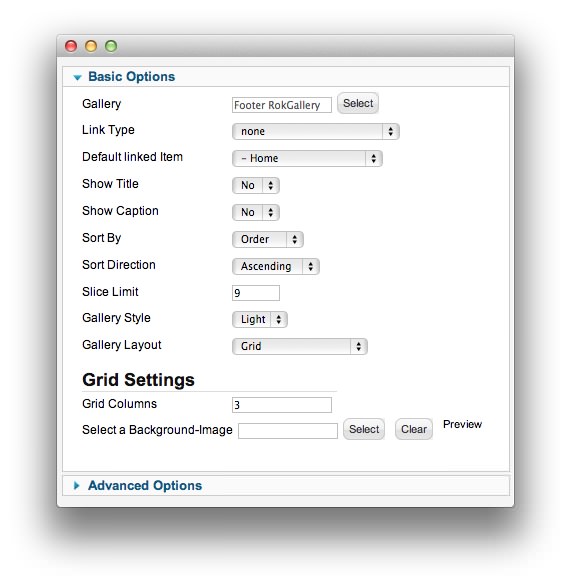 Basic Options
Gallery Footer RokGallery Select
Link Type none
Default linked Item - Home
Show Title No
Show Caption No
Sort By Order
Sort Direction Ascending
Slice Limit 9
Gallery Style Light
Gallery Layout Grid
Grid Settings
Grid Columns 3
Select a Background-Image Select Clear Preview
Advanced Options